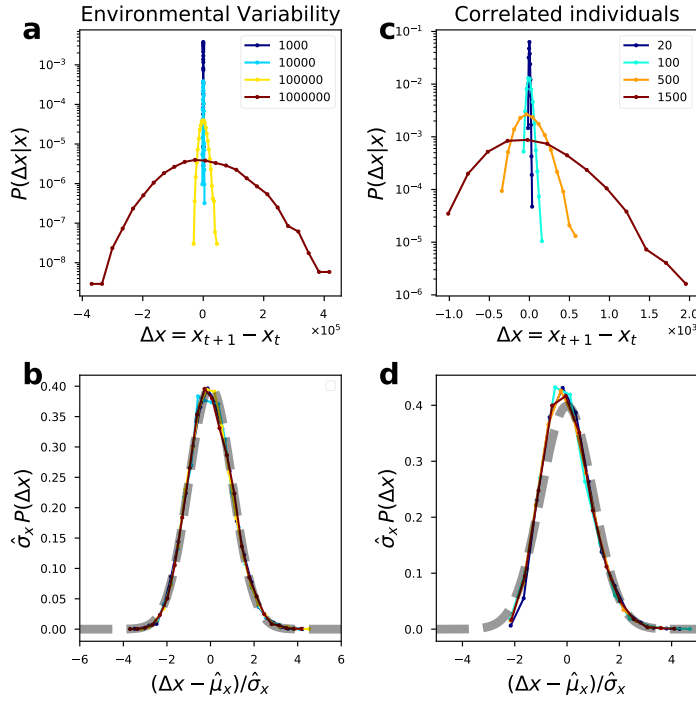 Environmental Variability
Correlated individuals
a
1000
10000
100000
1000000
P(Δx|x)
10⁻³
10⁻⁴
10⁻⁵
10⁻⁶
10⁻⁷
10⁻⁸
−4 −2 0 2 4
×10⁵
Δx = xₜ₊₁ − xₜ
c
20
100
500
1500
P(Δx|x)
10⁻¹
10⁻²
10⁻³
10⁻⁴
10⁻⁵
10⁻⁶
−1.0 −0.5 0.0 0.5 1.0 1.5 2.0
×10³
Δx = xₜ₊₁ − xₜ
b
σ̂ₓ P(Δx)
0.40
0.35
0.30
0.25
0.20
0.15
0.10
0.05
0.00
−6 −4 −2 0 2 4 6
(Δx − μ̂ₓ)/σ̂ₓ
d
σ̂ₓ P(Δx)
0.4
0.3
0.2
0.1
0.0
−4 −2 0 2 4
(Δx − μ̂ₓ)/σ̂ₓ